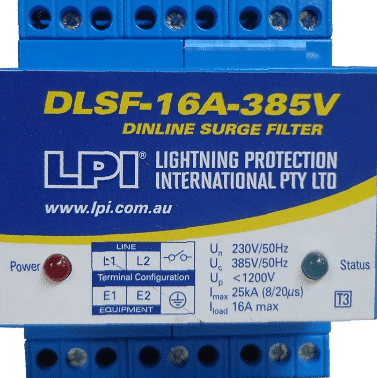 DLSF-16A-385V
DINLINE SURGE FILTER
LPI® LIGHTNING PROTECTION
INTERNATIONAL PTY LTD
www.lpi.com.au
Power
LINE
L1 L2
Terminal Configuration
E1 E2
EQUIPMENT
Un 230V/50Hz
Uc 385V/50Hz
Up <1200V
Imax 25kA (8/20µs)
Iload 16A max
Status
T3